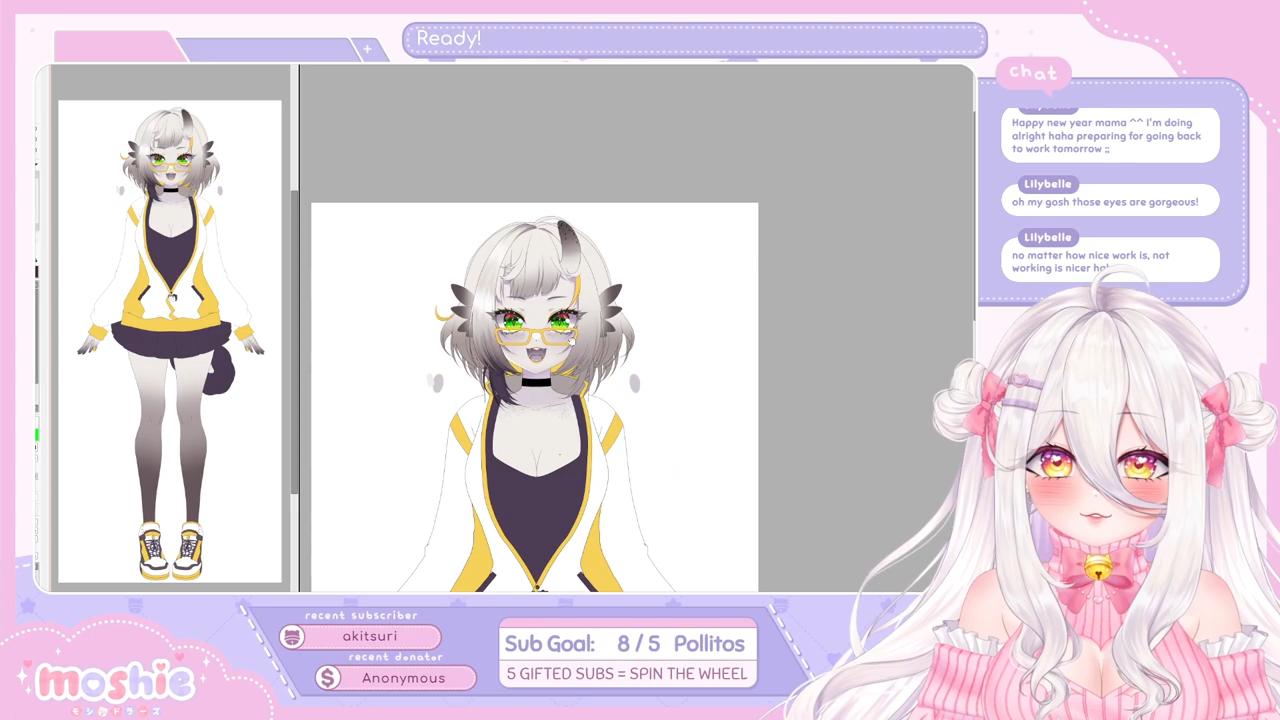 Ready!
+
chat
Happy new year mama ^^ I'm doing
alright haha preparing for going back
to work tomorrow ;;
Lilybelle
oh my gosh those eyes are gorgeous!
Lilybelle
no matter how nice work is, not
working is nicer
recent subscriber
akitsuri
recent donator
$
Anonymous
Sub Goal: 8 / 5 Pollitos
5 GIFTED SUBS = SPIN THE WHEEL
moshie